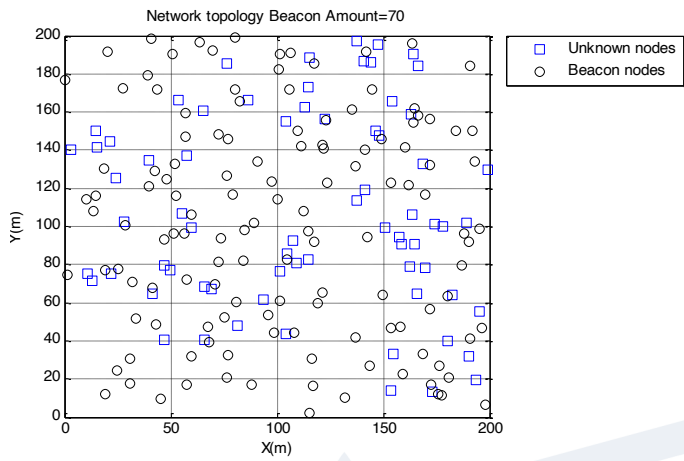 Network topology Beacon Amount=70
Unknown nodes
Beacon nodes
200
180
160
140
120
100
80
60
40
20
0
Y(m)
0 50 100 150 200
X(m)